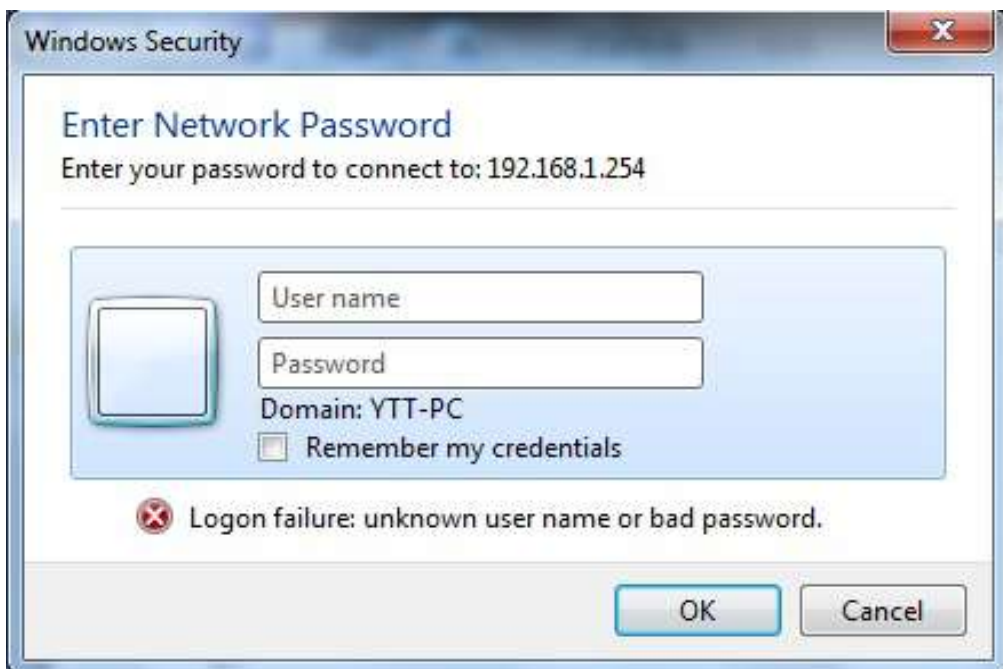 Windows Security
Enter Network Password
Enter your password to connect to: 192.168.1.254
User name
Password
Domain: YTT-PC
Remember my credentials
Logon failure: unknown user name or bad password.
OK Cancel